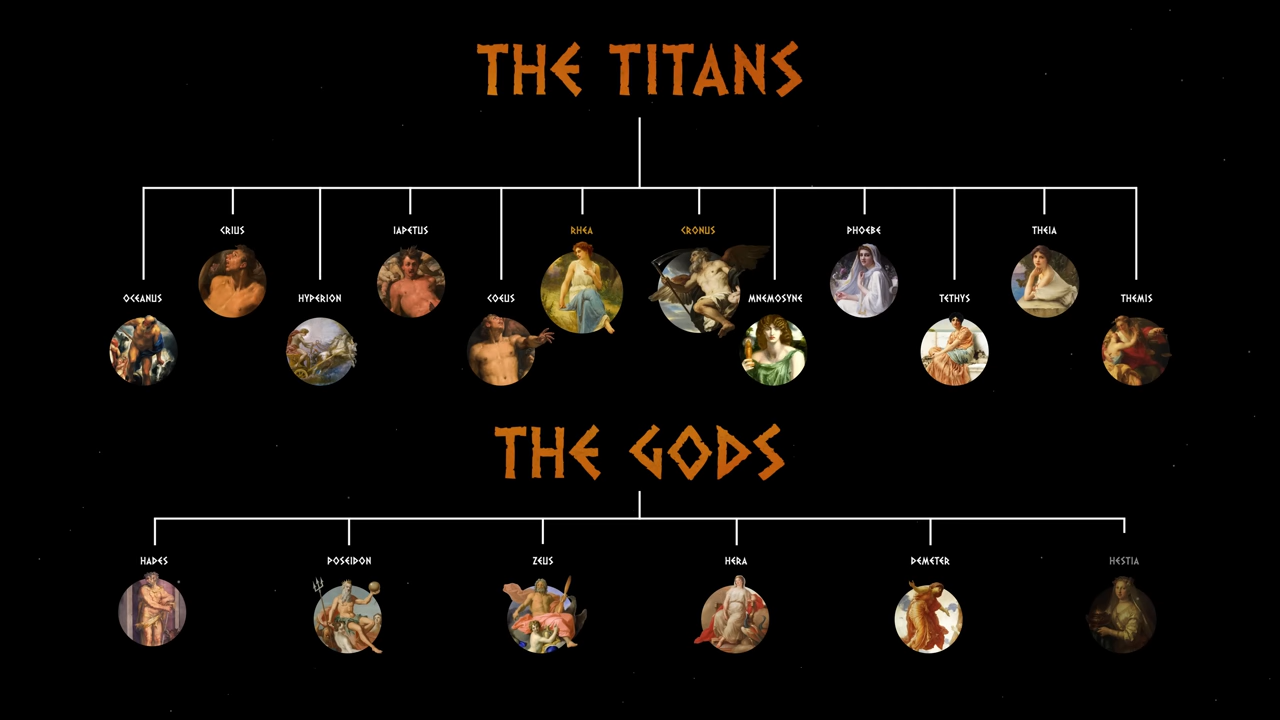 THE TITANS
CRIUS
IAPETUS
RHEA
CRONUS
PHOEBE
THEIA
OCEANUS
HYPERION
COEUS
MNEMOSYNE
TETHYS
THEMIS
THE GODS
HADES
POSEIDON
ZEUS
HERA
DEMETER
HESTIA